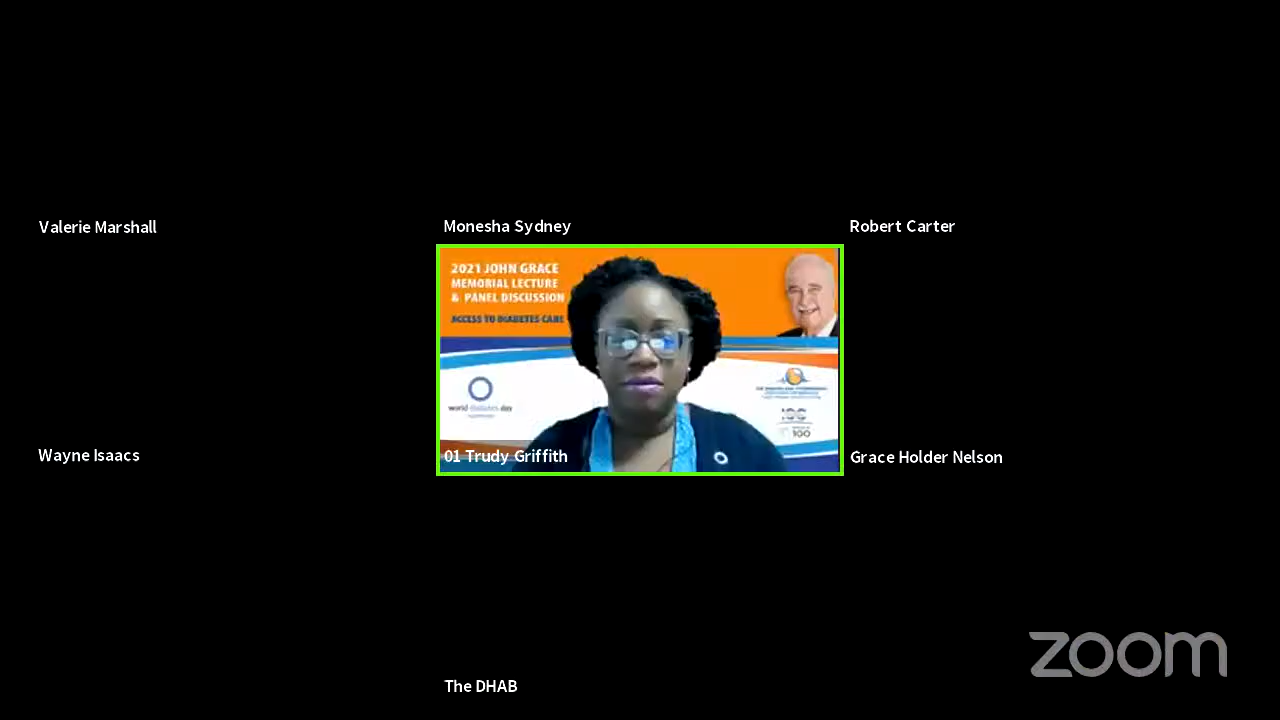 Valerie Marshall
Monesha Sydney
Robert Carter
2021 JOHN GRACE
MEMORIAL LECTURE
& PANEL DISCUSSION
ACCESS TO DIABETES CARE
world diabetes day
100
100
Wayne Isaacs
01 Trudy Griffith
Grace Holder Nelson
The DHAB
zoom